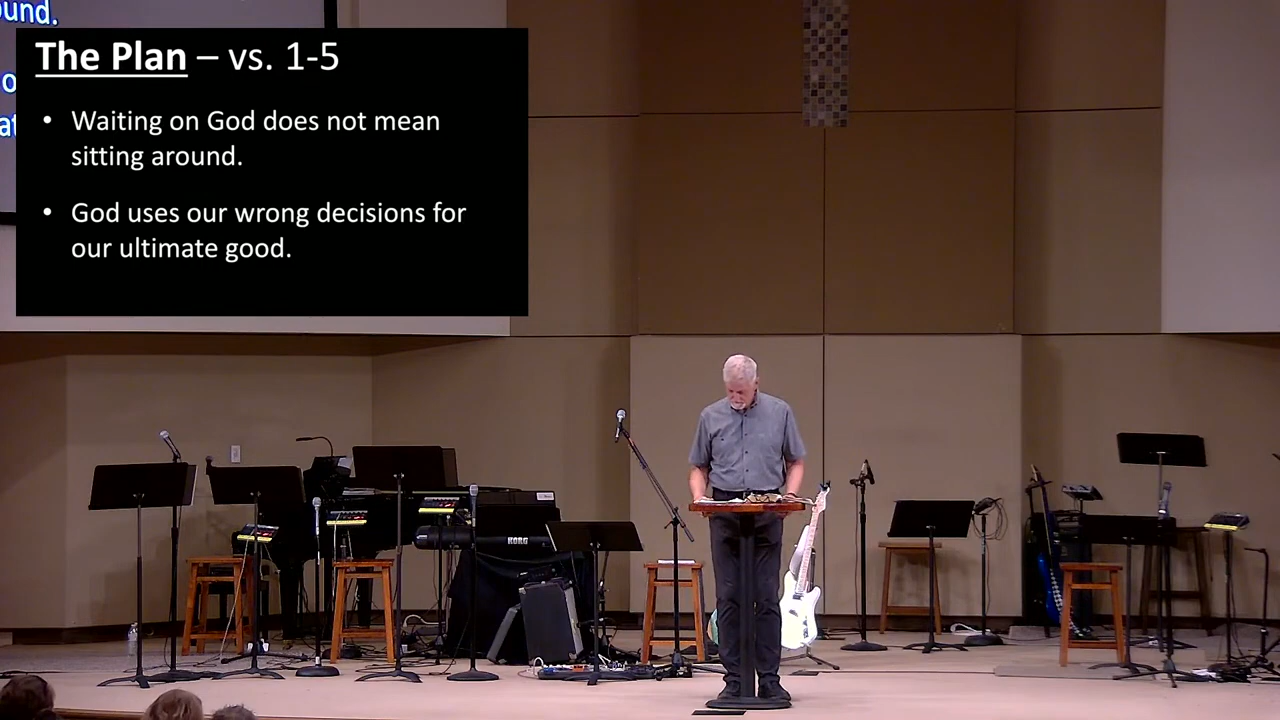 ound.
The Plan – vs. 1-5
• Waiting on God does not mean
sitting around.
• God uses our wrong decisions for
our ultimate good.
KORG